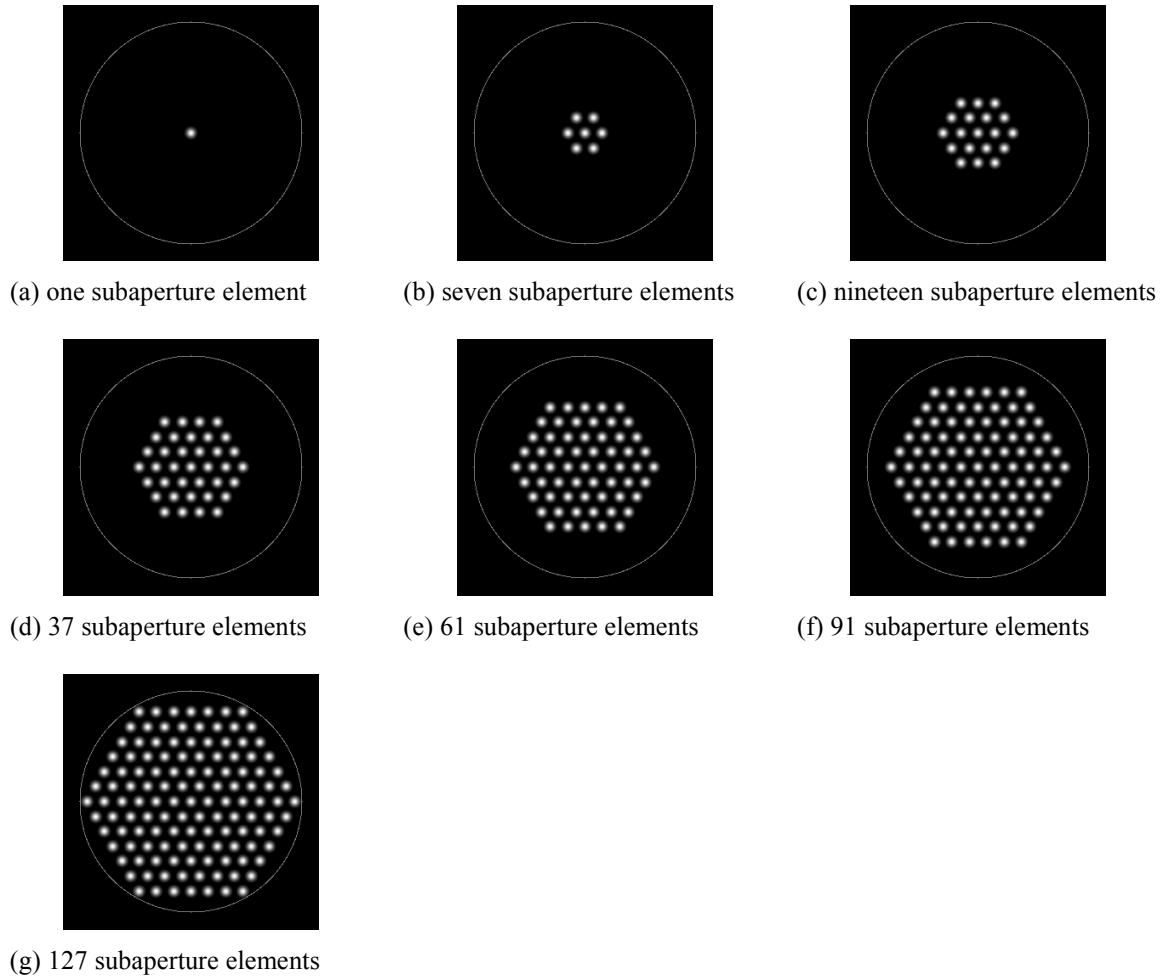 (a) one subaperture element
(b) seven subaperture elements
(c) nineteen subaperture elements
(d) 37 subaperture elements
(e) 61 subaperture elements
(f) 91 subaperture elements
(g) 127 subaperture elements